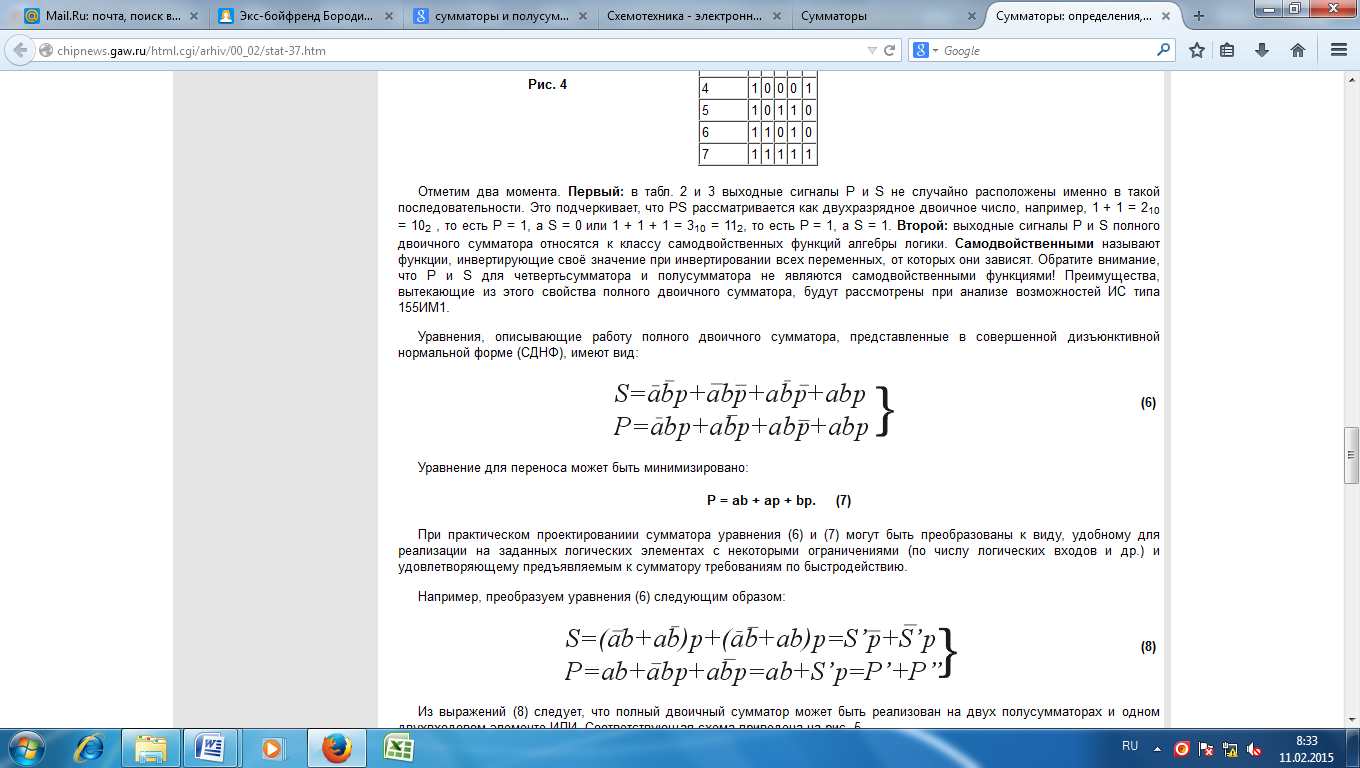 Mail.Ru: почта, поиск в...
Экс-бойфренд Бороди...
сумматоры и полусум...
Схемотехника - электронн...
Сумматоры
Сумматоры: определения,...
chipnews.gaw.ru/html.cgi/arhiv/00_02/stat-37.htm
Google
Рис. 4
4 1 0 0 0 1
5 1 0 1 1 0
6 1 1 0 1 0
7 1 1 1 1 1
Отметим два момента. Первый: в табл. 2 и 3 выходные сигналы P и S не случайно расположены именно в такой
последовательности. Это подчеркивает, что PS рассматривается как двухразрядное двоичное число, например, 1 + 1 = 2₁₀
= 10₂ , то есть P = 1, а S = 0 или 1 + 1 + 1 = 3₁₀ = 11₂, то есть P = 1, а S = 1. Второй: выходные сигналы P и S полного
двоичного сумматора относятся к классу самодвойственных функций алгебры логики. Самодвойственными называют
функции, инвертирующие своё значение при инвертировании всех переменных, от которых они зависят. Обратите внимание,
что P и S для четвертьсумматора и полусумматора не являются самодвойственными функциями! Преимущества,
вытекающие из этого свойства полного двоичного сумматора, будут рассмотрены при анализе возможностей ИС типа
155ИМ1.
Уравнения, описывающие работу полного двоичного сумматора, представленные в совершенной дизъюнктивной
нормальной форме (СДНФ), имеют вид:
S=a̅b̅p+a̅bp̅+ab̅p̅+abp
P=a̅bp+ab̅p+abp̅+abp
(6)
Уравнение для переноса может быть минимизировано:
P = ab + ap + bp. (7)
При практическом проектированиии сумматора уравнения (6) и (7) могут быть преобразованы к виду, удобному для
реализации на заданных логических элементах с некоторыми ограничениями (по числу логических входов и др.) и
удовлетворяющему предъявляемым к сумматору требованиям по быстродействию.
Например, преобразуем уравнения (6) следующим образом:
S=(a̅b+ab̅)p+(a̅b̅+ab)p=S’p̅+S̅’p
P=ab+a̅bp+ab̅p=ab+S’p=P’+P”
(8)
Из выражений (8) следует, что полный двоичный сумматор может быть реализован на двух полусумматорах и одном
двухвходовом элементе ИЛИ. Соответствующая схема приведена на рис. 5.
RU
8:33
11.02.2015